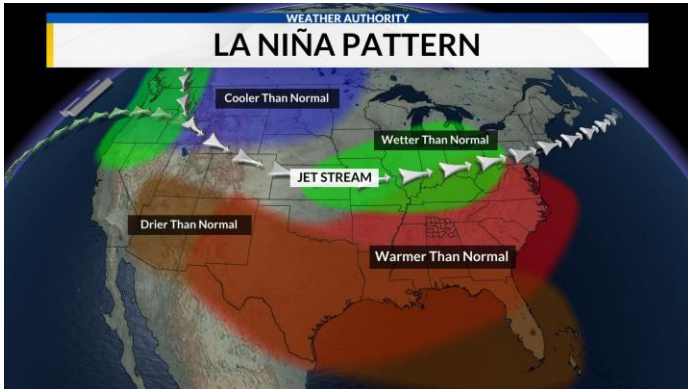 WEATHER AUTHORITY
LA NIÑA PATTERN
Cooler Than Normal
Wetter Than Normal
JET STREAM
Drier Than Normal
Warmer Than Normal